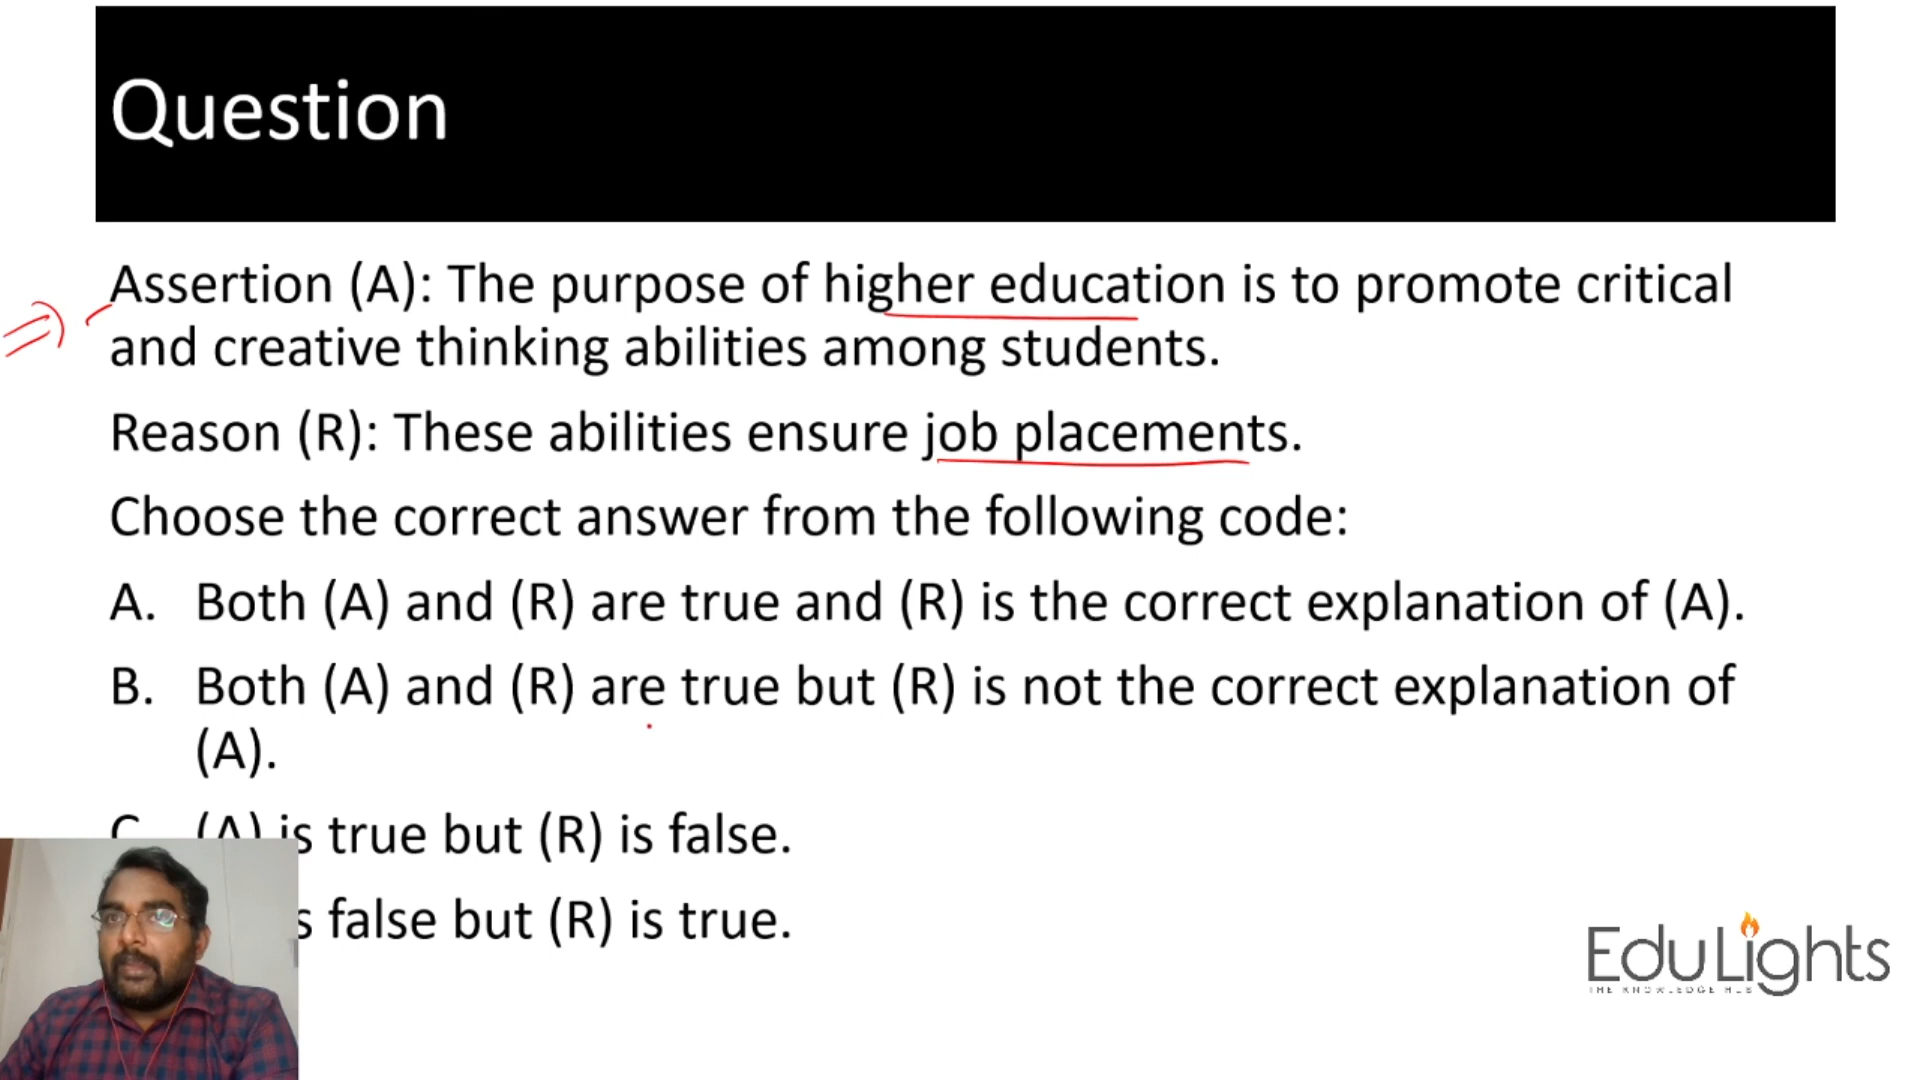 Question
Assertion (A): The purpose of higher education is to promote critical
and creative thinking abilities among students.
Reason (R): These abilities ensure job placements.
Choose the correct answer from the following code:
A. Both (A) and (R) are true and (R) is the correct explanation of (A).
B. Both (A) and (R) are true but (R) is not the correct explanation of
(A).
C. (A) is true but (R) is false.
s false but (R) is true.
EduLights
THE KNOWLEDGE HUB